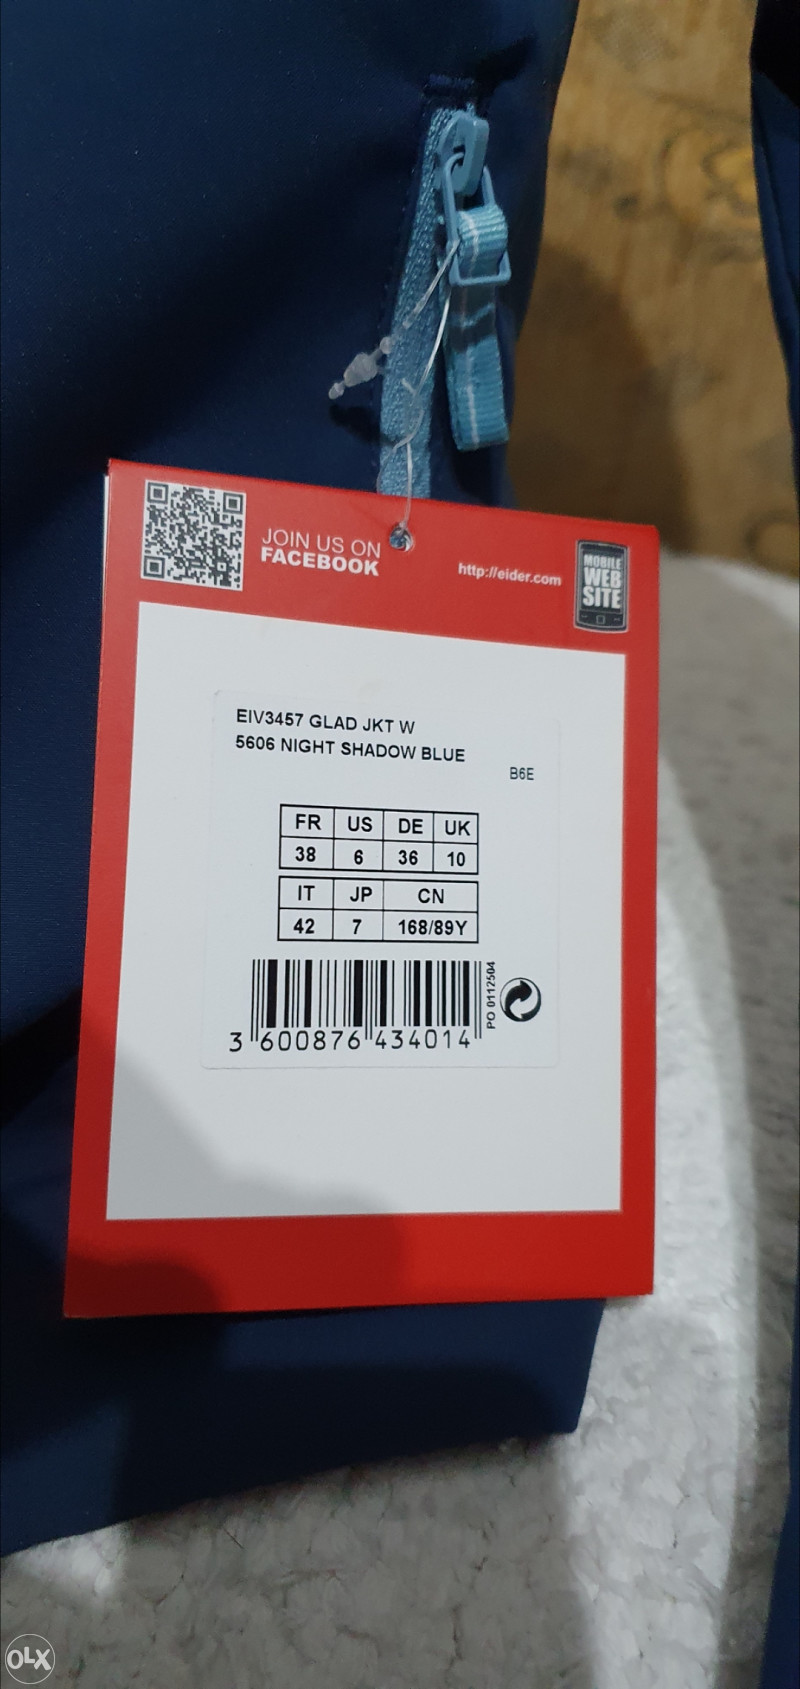 JOIN US ON
FACEBOOK
http://eider.com
MOBILE
WEB
SITE
EIV3457 GLAD JKT W
5606 NIGHT SHADOW BLUE
B6E
FR US DE UK
38 6 36 10
IT JP CN
42 7 168/89Y
PO 0112504
3 600876 434014
OLX